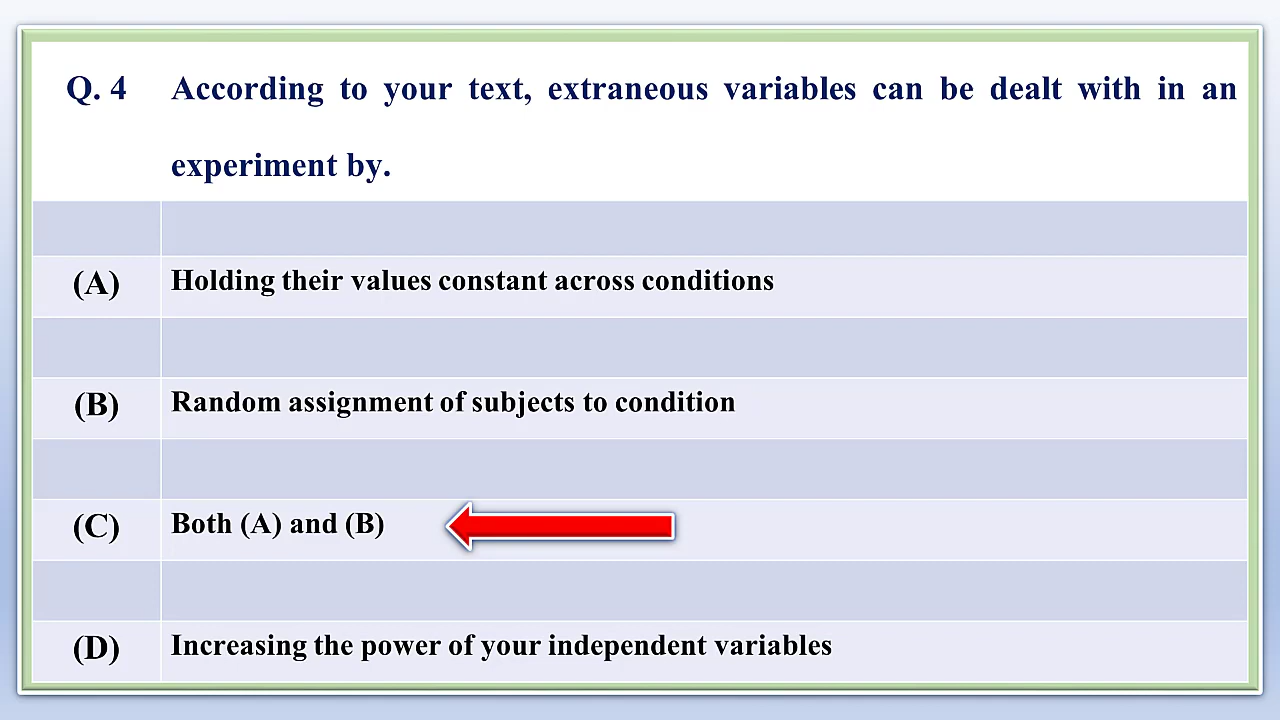 Q. 4 According to your text, extraneous variables can be dealt with in an
experiment by.
(A) Holding their values constant across conditions
(B) Random assignment of subjects to condition
(C) Both (A) and (B)
(D) Increasing the power of your independent variables